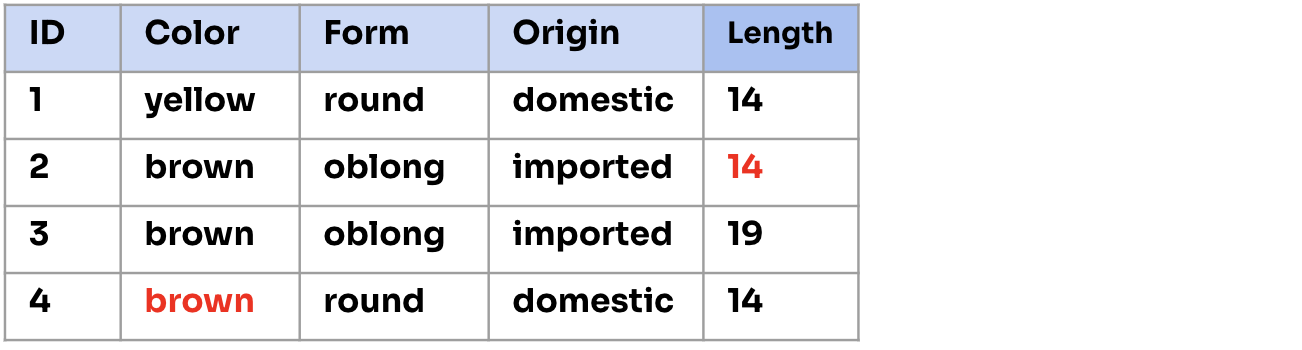 ID Color Form Origin Length
1 yellow round domestic 14
2 brown oblong imported 14
3 brown oblong imported 19
4 brown round domestic 14